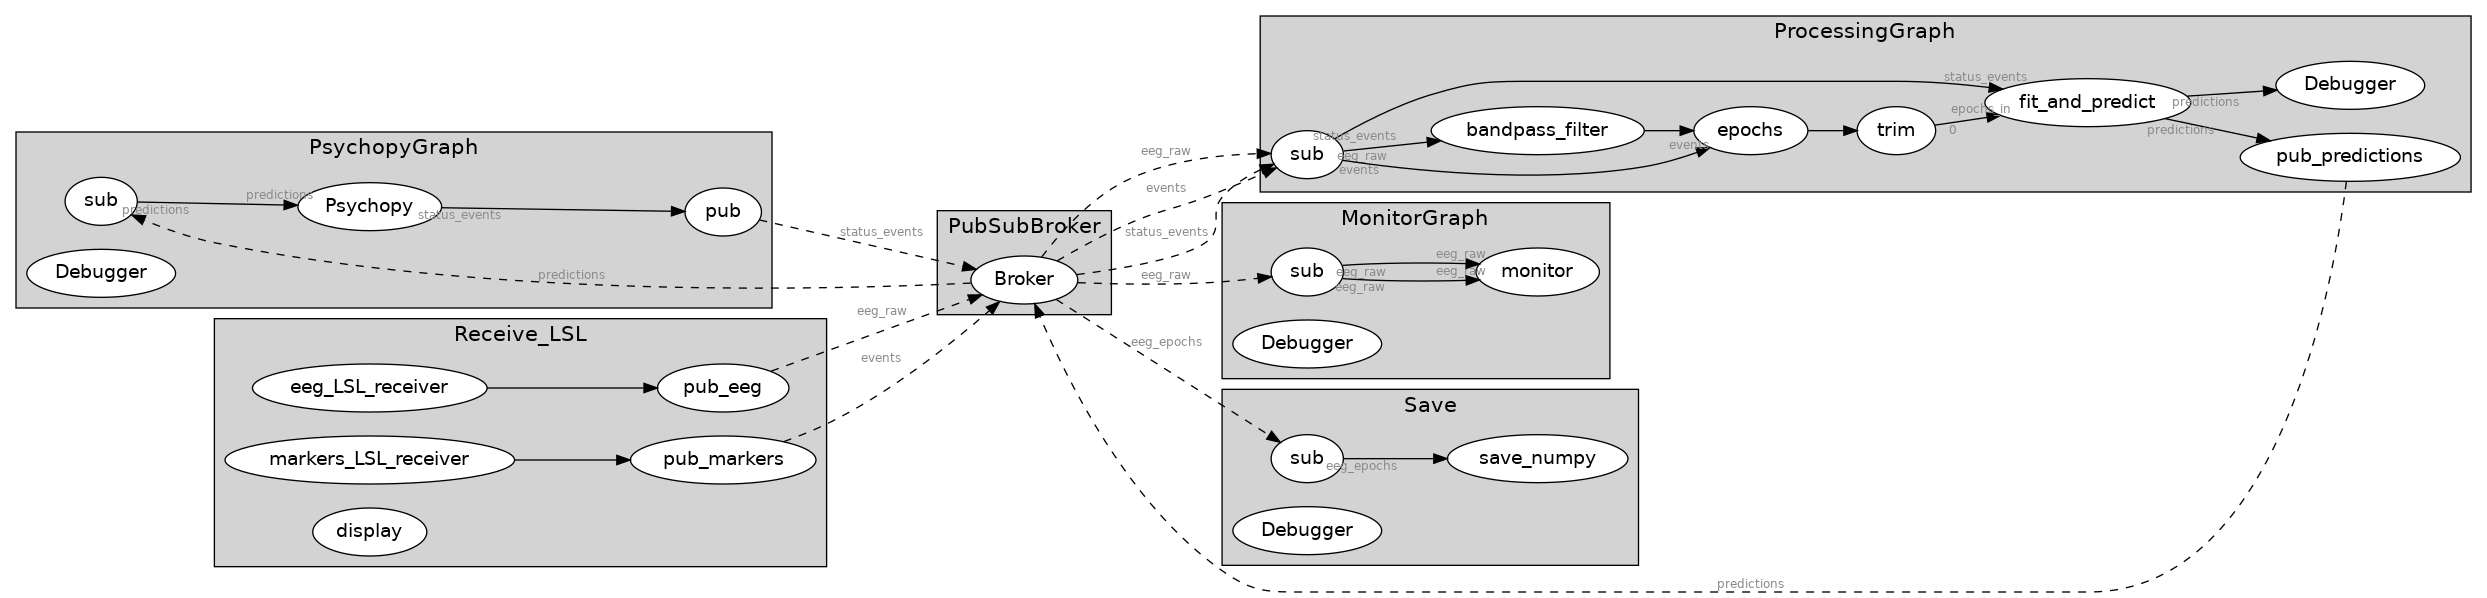 ProcessingGraph
Debugger
status_events
fit_and_predict
predictions
epochs_in
0
predictions
bandpass_filter
epochs
trim
status_events
sub
eeg_raw
events
events
pub_predictions
PsychopyGraph
sub
predictions
predictions
Psychopy
status_events
pub
Debugger
status_events
predictions
eeg_raw
events
status_events
eeg_raw
PubSubBroker
Broker
MonitorGraph
sub
eeg_raw
eeg_raw
eeg_raw
eeg_raw
monitor
Debugger
Receive_LSL
eeg_LSL_receiver
pub_eeg
markers_LSL_receiver
pub_markers
display
eeg_raw
events
eeg_epochs
Save
sub
eeg_epochs
save_numpy
Debugger
predictions